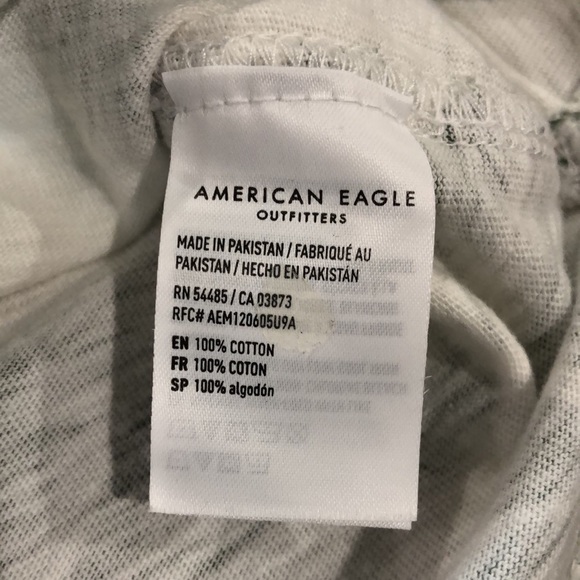 AMERICAN EAGLE
OUTFITTERS
MADE IN PAKISTAN / FABRIQUÉ AU
PAKISTAN / HECHO EN PAKISTÁN
RN 54485 / CA 03873
RFC# AEM120605U9A
EN 100% COTTON
FR 100% COTON
SP 100% algodón